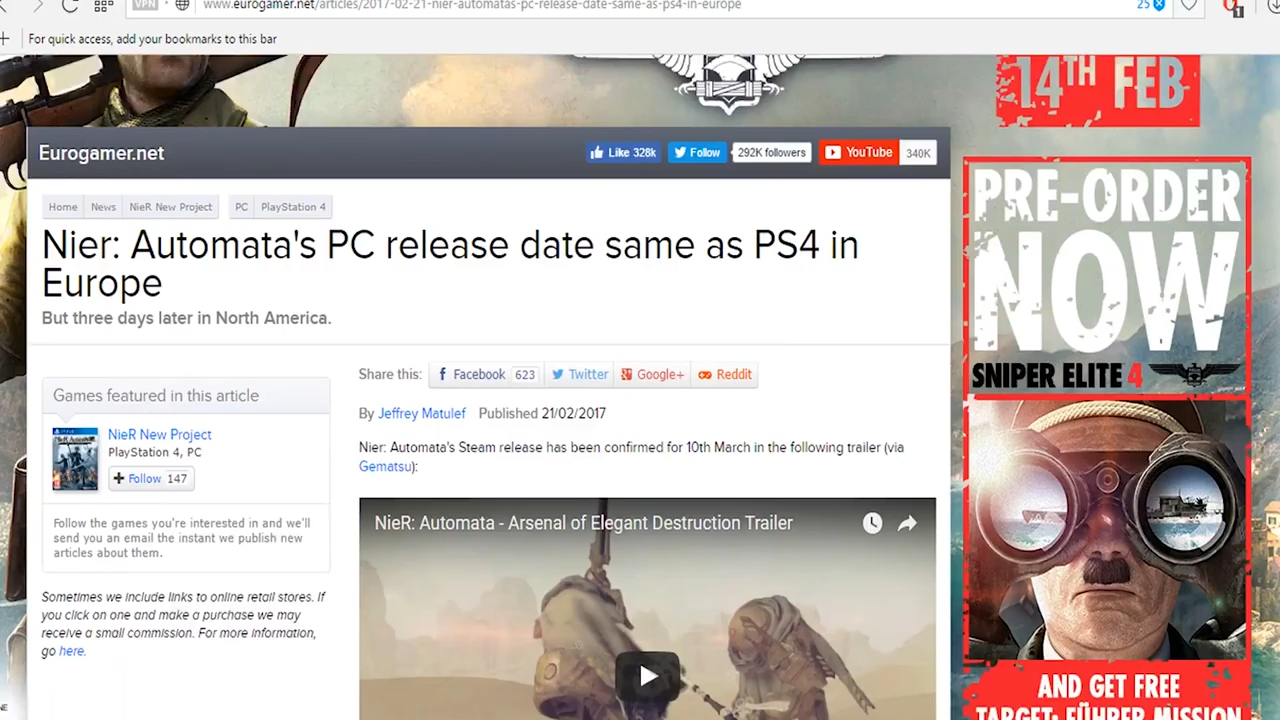 VPN
www.eurogamer.net/articles/2017-02-21-nier-automatas-pc-release-date-same-as-ps4-in-europe
25
1
For quick access, add your bookmarks to this bar
14TH FEB
Eurogamer.net
Like 328k
Follow
292K followers
YouTube
340K
Home
News
NieR New Project
PC
PlayStation 4
Nier: Automata's PC release date same as PS4 in
Europe
But three days later in North America.
Games featured in this article
NieR New Project
PlayStation 4, PC
Follow 147
Follow the games you're interested in and we'll
send you an email the instant we publish new
articles about them.
Sometimes we include links to online retail stores. If
you click on one and make a purchase we may
receive a small commission. For more information,
go here.
Share this:
Facebook 623
Twitter
Google+
Reddit
By Jeffrey Matulef Published 21/02/2017
Nier: Automata's Steam release has been confirmed for 10th March in the following trailer (via
Gematsu):
NieR: Automata - Arsenal of Elegant Destruction Trailer
PRE-ORDER
NOW
SNIPER ELITE 4
AND GET FREE
TARGET: FÜHRER MISSION